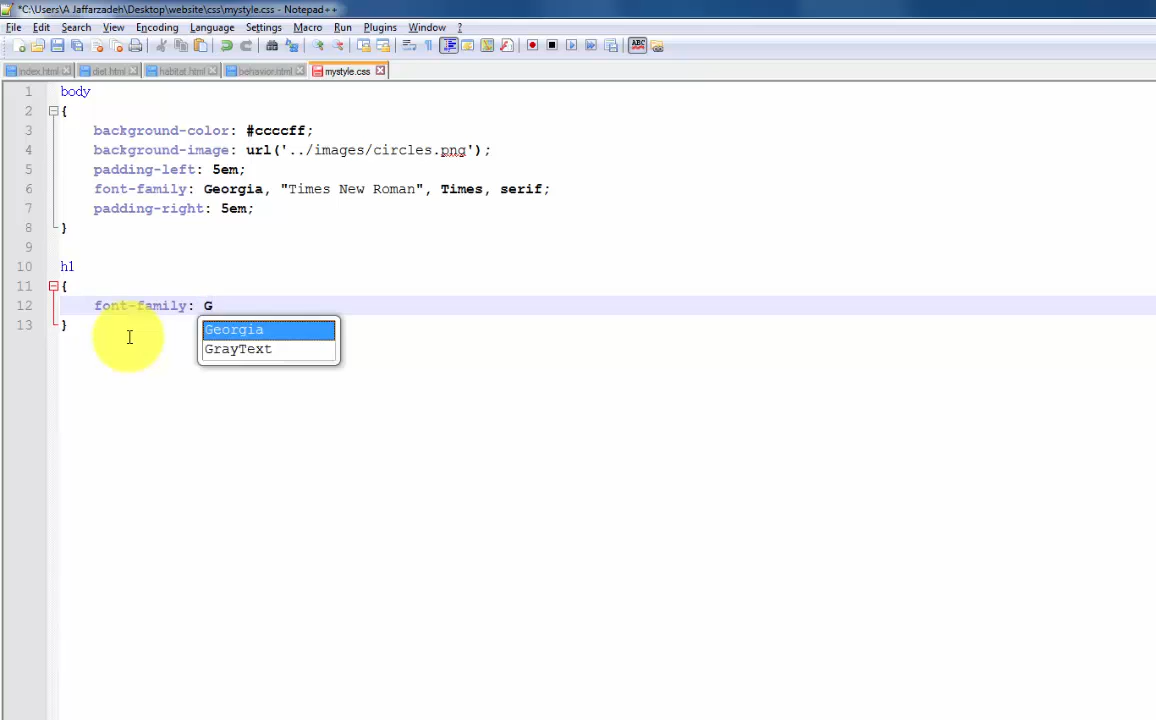 *C:\Users\A Jaffarzadeh\Desktop\website\css\mystyle.css - Notepad++
File Edit Search View Encoding Language Settings Macro Run Plugins Window ?
index.html diet.html habitat.html behavior.html mystyle.css
1 body
2 {
3 background-color: #ccccff;
4 background-image: url('../images/circles.png');
5 padding-left: 5em;
6 font-family: Georgia, "Times New Roman", Times, serif;
7 padding-right: 5em;
8 }
9
10 h1
11 {
12 font-family: G
13 }
Georgia
GrayText